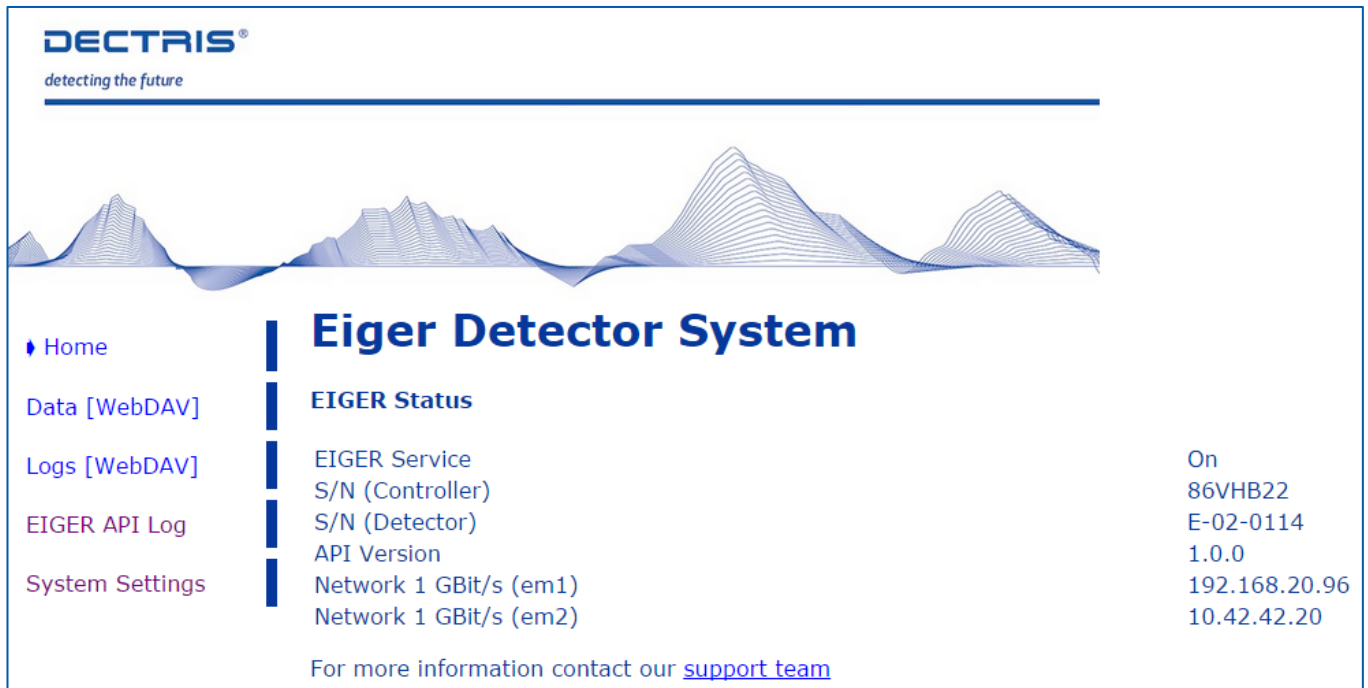 DECTRIS®
detecting the future
Home
Data [WebDAV]
Logs [WebDAV]
EIGER API Log
System Settings
Eiger Detector System
EIGER Status
EIGER Service On
S/N (Controller) 86VHB22
S/N (Detector) E-02-0114
API Version 1.0.0
Network 1 GBit/s (em1) 192.168.20.96
Network 1 GBit/s (em2) 10.42.42.20
For more information contact our support team